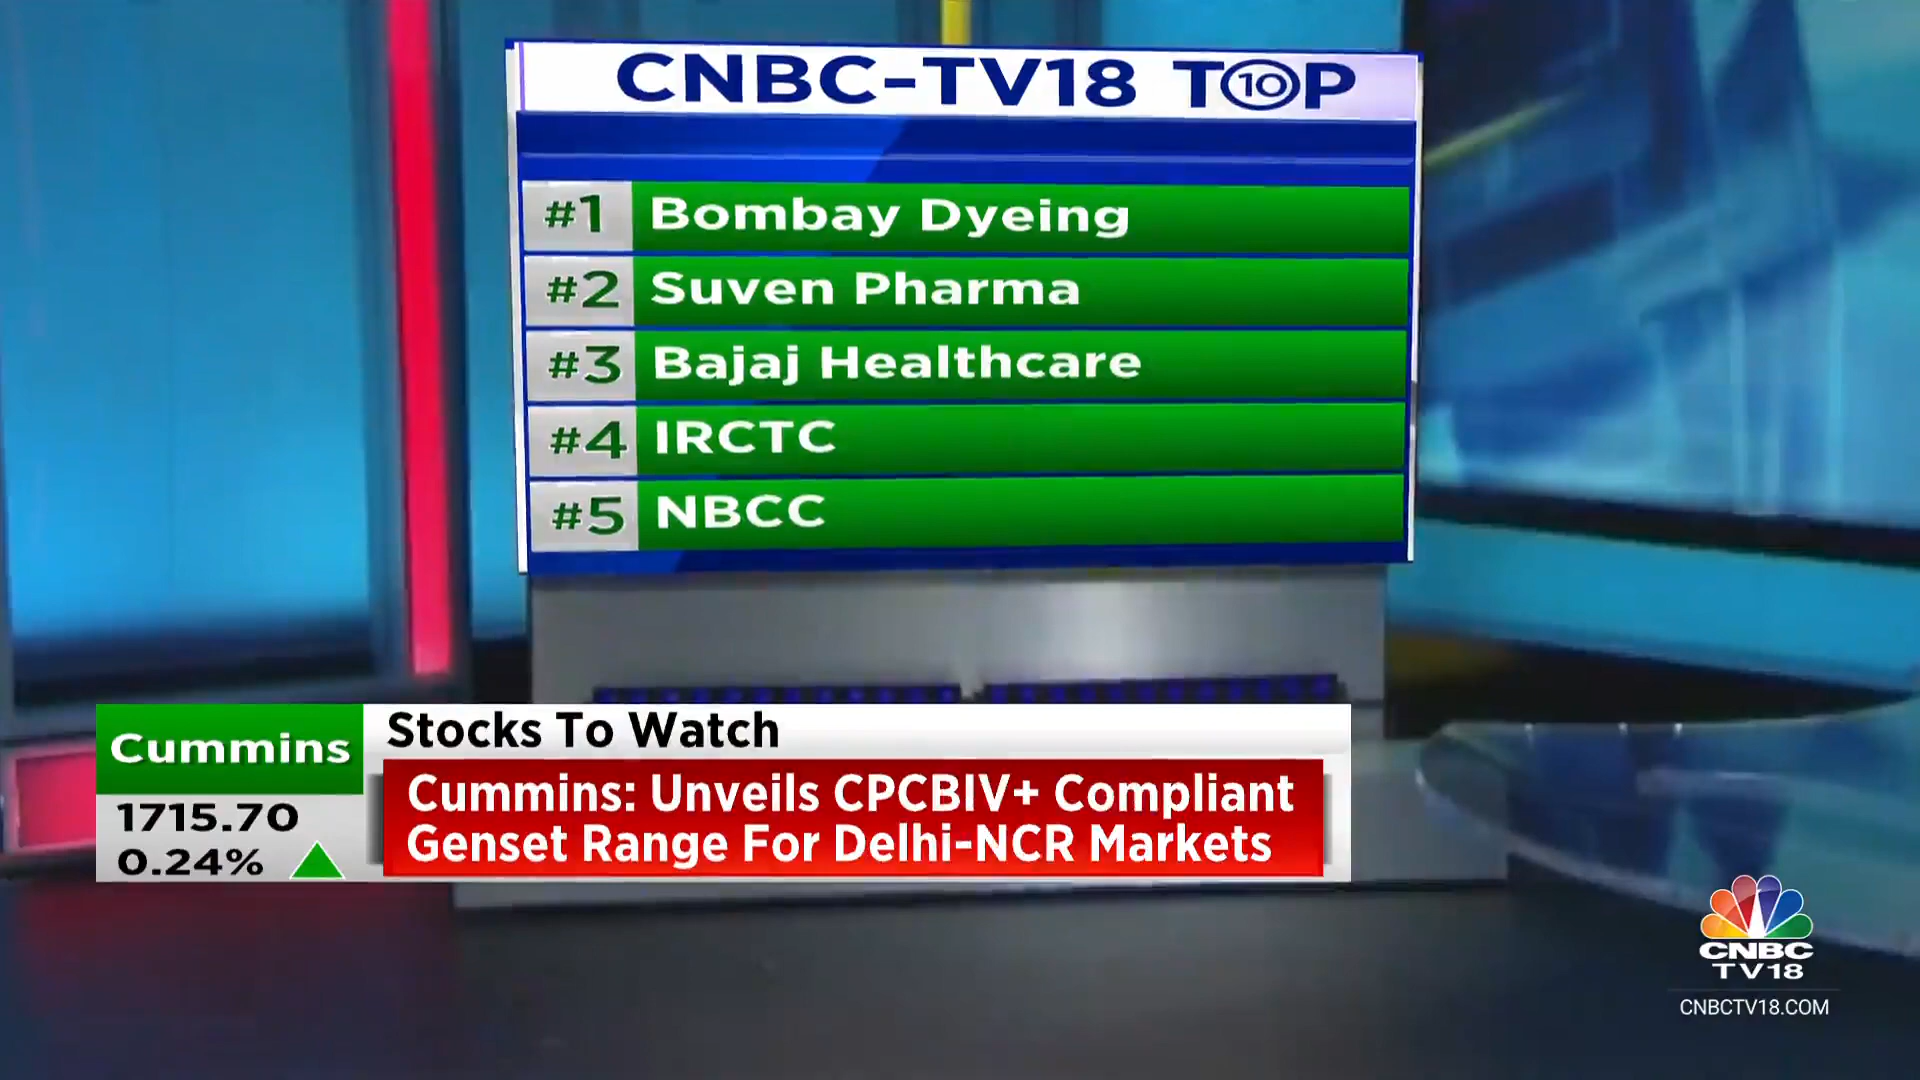 CNBC-TV18 TOP
10
#1 Bombay Dyeing
#2 Suven Pharma
#3 Bajaj Healthcare
#4 IRCTC
#5 NBCC
Cummins
1715.70
0.24%
Stocks To Watch
Cummins: Unveils CPCBIV+ Compliant
Genset Range For Delhi-NCR Markets
CNBC
TV18
CNBCTV18.COM